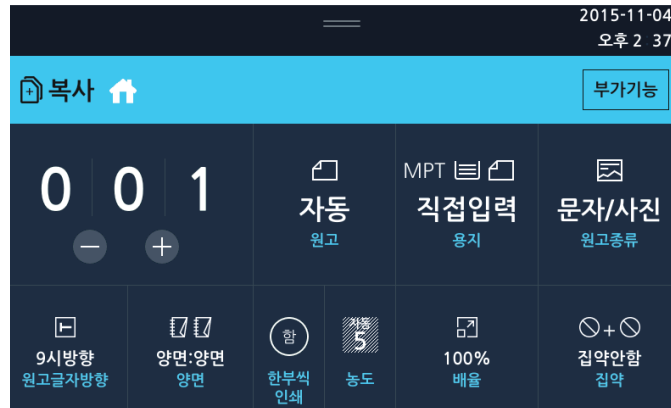 2015-11-04
오후 2 37
복사
부가기능
0 0 1
자동
원고
MPT
직접입력
용지
문자/사진
원고종류
9시방향
원고글자방향
양면:양면
양면
함
한부씩
인쇄
자동
5
농도
100%
배율
집약안함
집약